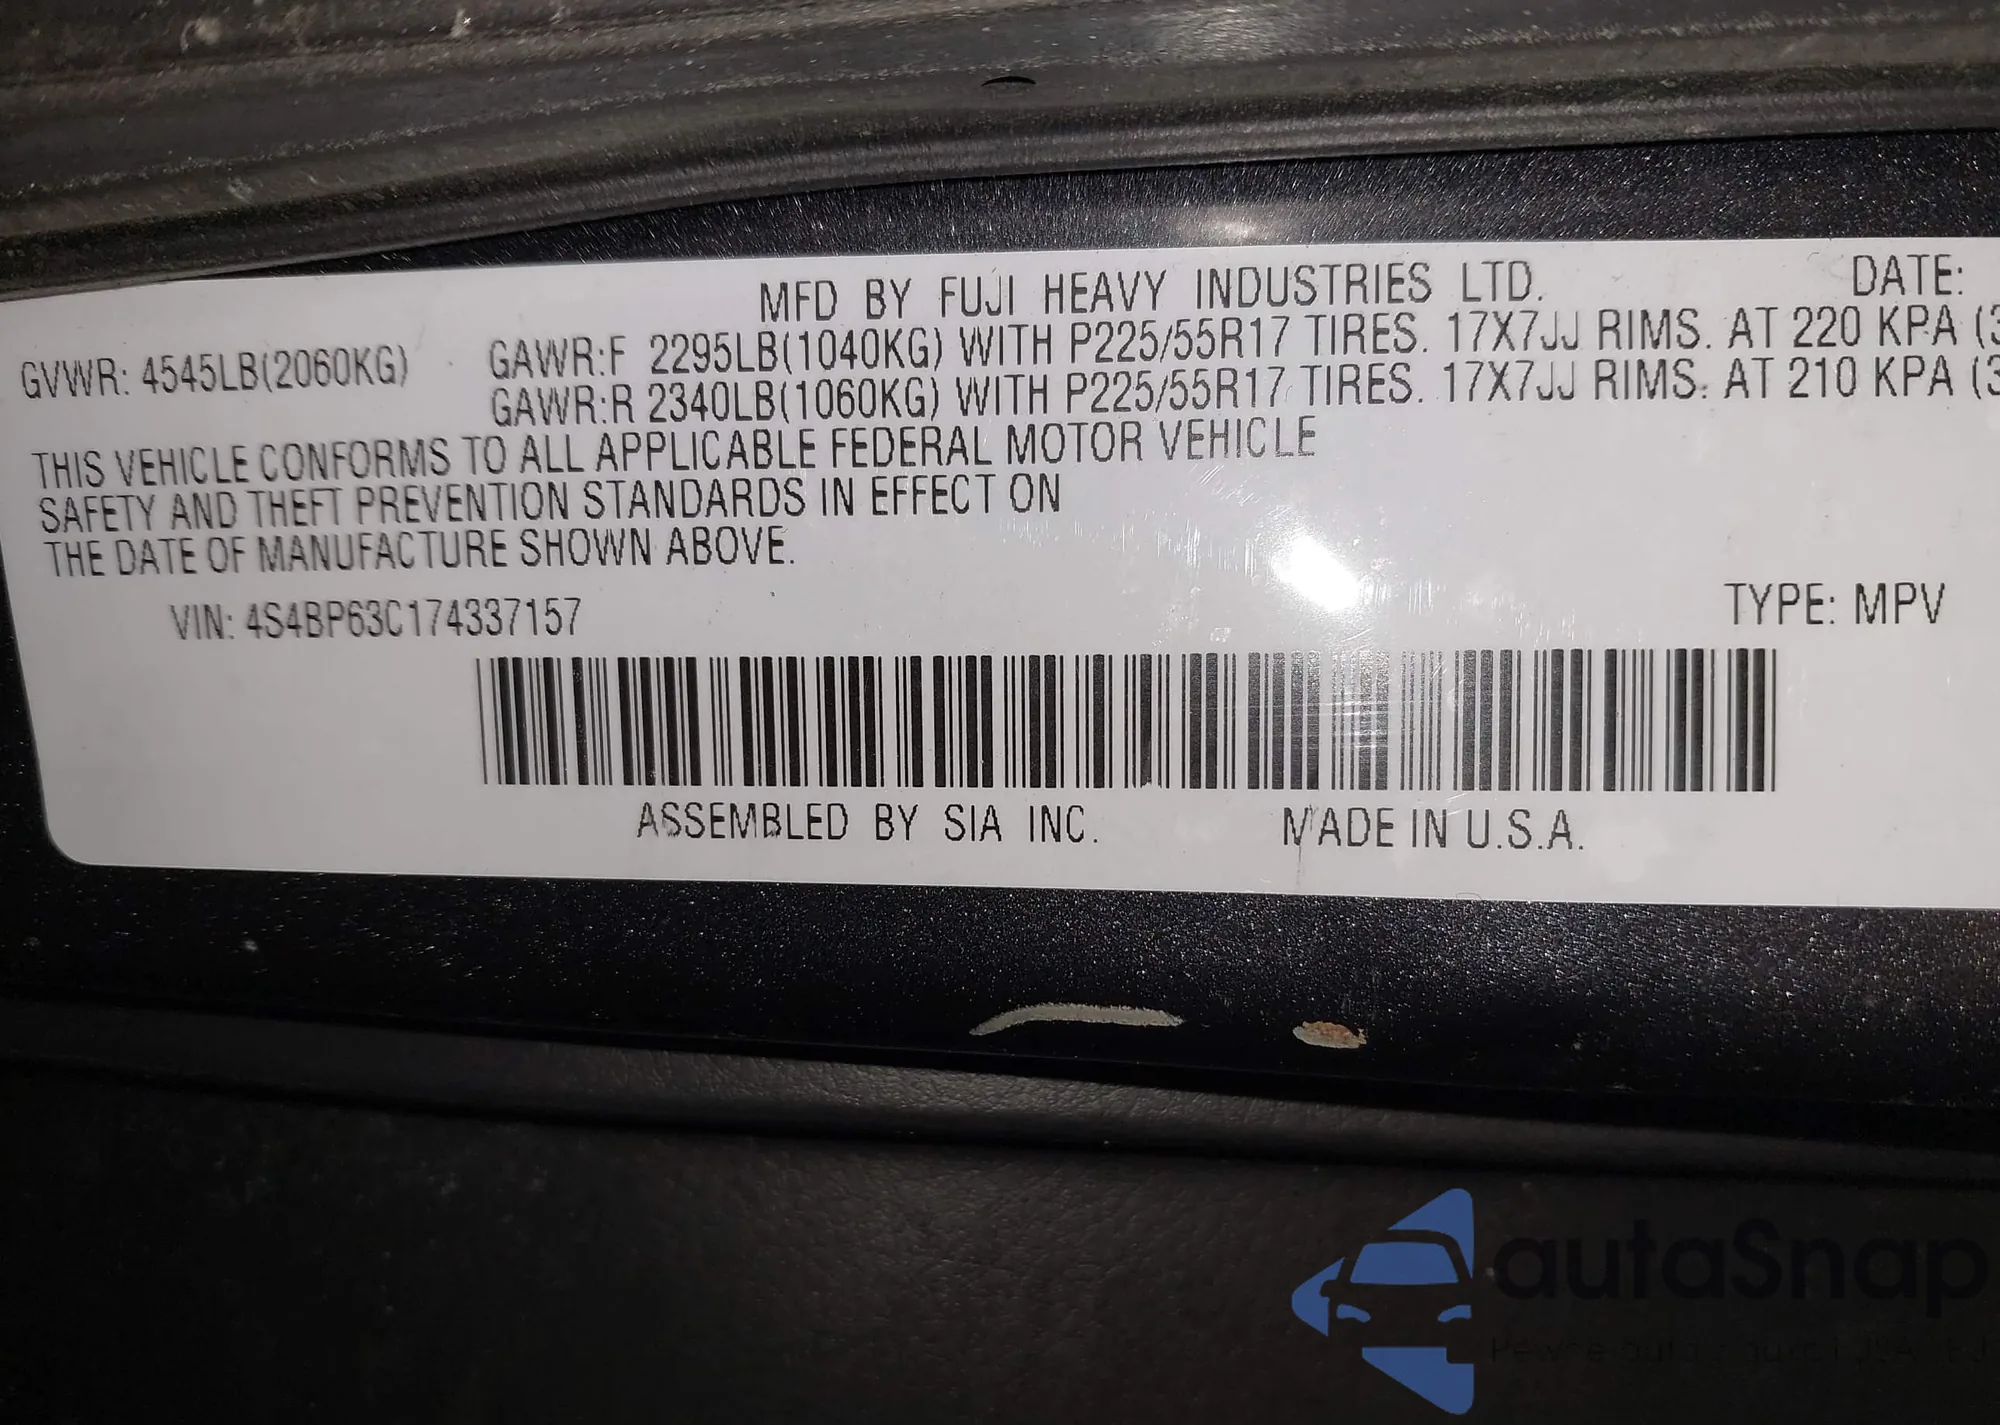 MFD BY FUJI HEAVY INDUSTRIES LTD. DATE:
GVWR: 4545LB(2060KG) GAWR:F 2295LB(1040KG) WITH P225/55R17 TIRES. 17X7JJ RIMS. AT 220 KPA (3
GAWR:R 2340LB(1060KG) WITH P225/55R17 TIRES. 17X7JJ RIMS. AT 210 KPA (3
THIS VEHICLE CONFORMS TO ALL APPLICABLE FEDERAL MOTOR VEHICLE
SAFETY AND THEFT PREVENTION STANDARDS IN EFFECT ON
THE DATE OF MANUFACTURE SHOWN ABOVE.
VIN: 4S4BP63C174337157 TYPE: MPV
ASSEMBLED BY SIA INC. MADE IN U.S.A.
autaSnap